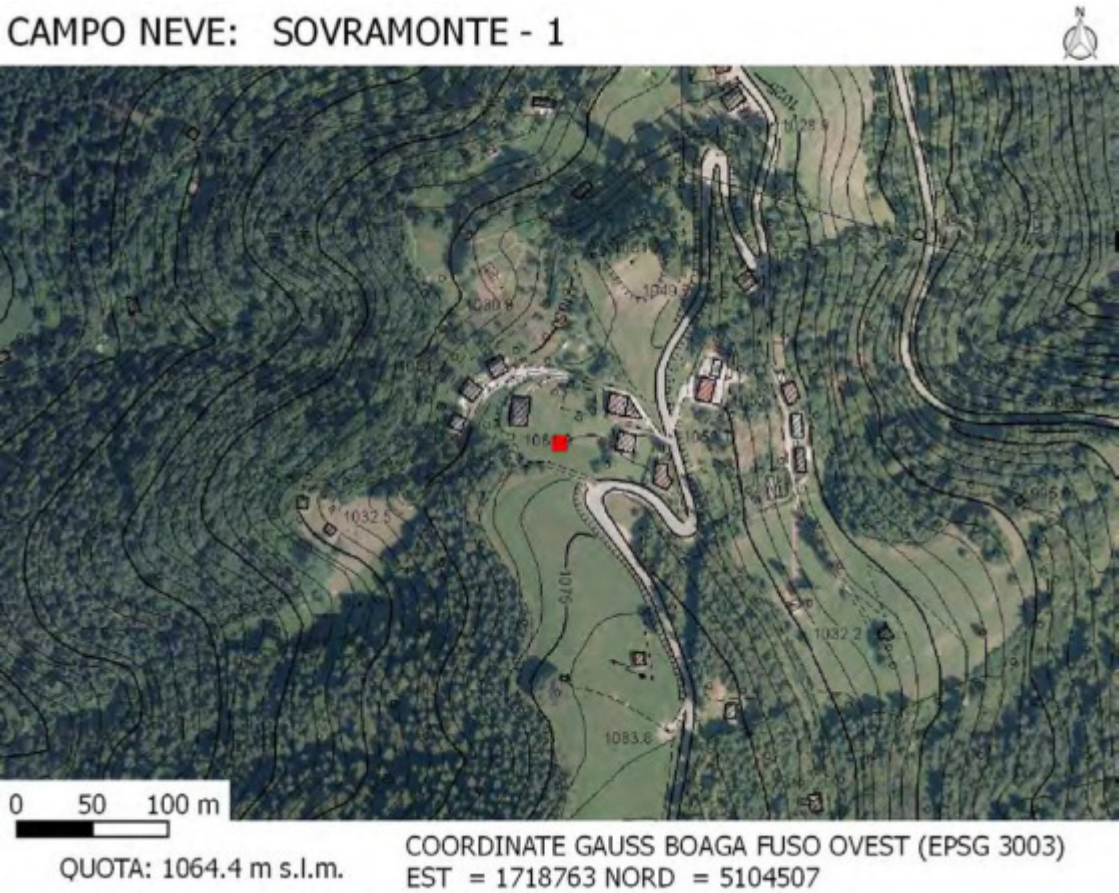 CAMPO NEVE: SOVRAMONTE - 1
N
1032.5
1075
1032.2
1083.8
0 50 100 m
QUOTA: 1064.4 m s.l.m.
COORDINATE GAUSS BOAGA FUSO OVEST (EPSG 3003)
EST = 1718763 NORD = 5104507